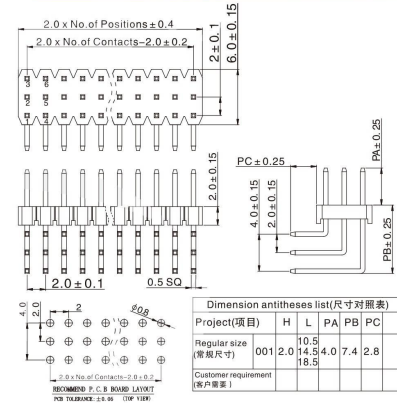 2.0 x No.of Positions±0.4
2.0 x No.of Contacts-2.0±0.2
2±0.1
6.0±0.15
3 6
2 5
1 4
2.0±0.15
PC±0.25
PA±0.25
4.0±0.15
2.0±0.15
PB±0.25
2.0±0.1
0.5 SQ
4.0
2.0
2
Ø0.8
2.0 x No.of Contacts-2.0±0.2
RECOMMEND P.C.B BOARD LAYOUT
PCB TOLERANCE:±0.06 (TOP VIEW)
Dimension antitheses list(尺寸对照表)
Project(项目) H L PA PB PC
Regular size
(常规尺寸) 001 2.0 10.5 14.5 18.5 4.0 7.4 2.8
Customer requirement
(客户需要)